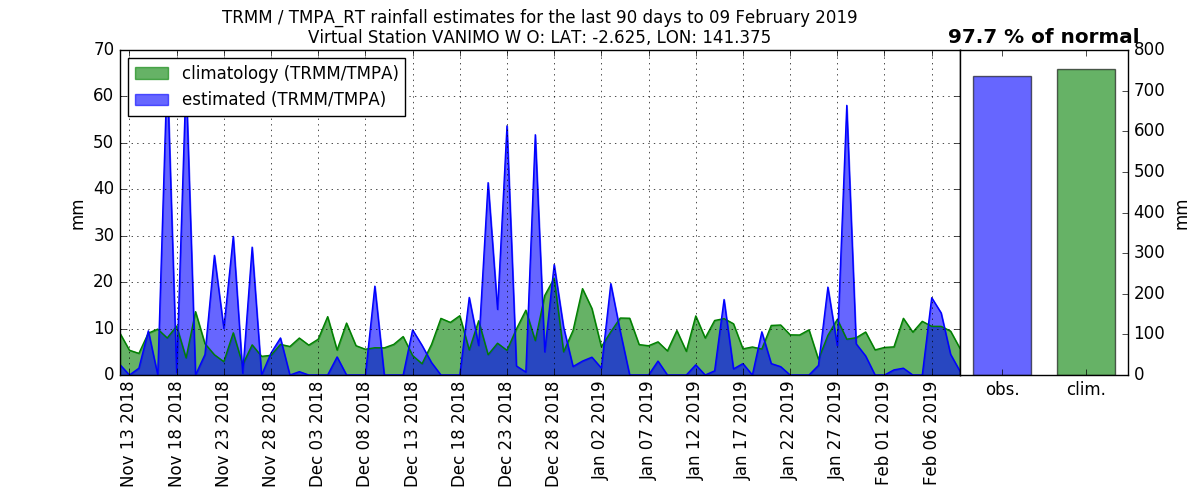 TRMM / TMPA_RT rainfall estimates for the last 90 days to 09 February 2019
Virtual Station VANIMO W O: LAT: -2.625, LON: 141.375
97.7 % of normal
climatology (TRMM/TMPA)
estimated (TRMM/TMPA)
70
60
50
40
30
20
10
0
mm
Nov 13 2018
Nov 18 2018
Nov 23 2018
Nov 28 2018
Dec 03 2018
Dec 08 2018
Dec 13 2018
Dec 18 2018
Dec 23 2018
Dec 28 2018
Jan 02 2019
Jan 07 2019
Jan 12 2019
Jan 17 2019
Jan 22 2019
Jan 27 2019
Feb 01 2019
Feb 06 2019
800
700
600
500
400
300
200
100
0
mm
obs.
clim.